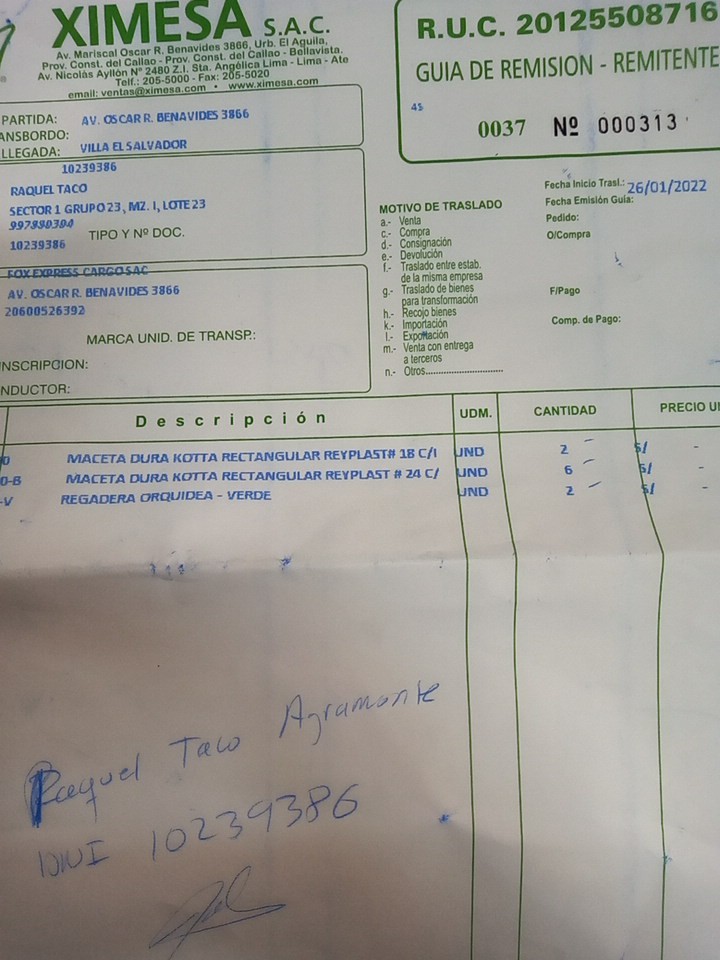 XIMESA S.A.C.
Av. Mariscal Oscar R. Benavides 3866, Urb. El Aguila,
Prov. Const. del Callao - Prov. Const. del Callao - Bellavista.
Av. Nicolás Ayllón N° 2480 Z.I. Sta. Angélica Lima - Lima - Ate
Telf.: 205-5000 - Fax: 205-5020
email: ventas@ximesa.com • www.ximesa.com
R.U.C. 20125508716
GUIA DE REMISION - REMITENTE
45
0037 Nº 000313
PARTIDA: AV. OSCAR R. BENAVIDES 3866
ANSBORDO:
LLEGADA: VILLA EL SALVADOR
10239386
RAQUEL TACO
SECTOR 1 GRUPO 23, MZ. I, LOTE 23
997890394
TIPO Y Nº DOC.
10239386
FOX EXPRESS CARGO SAC
AV. OSCAR R. BENAVIDES 3866
20600526392
MARCA UNID. DE TRANSP.:
NSCRIPCION:
NDUCTOR:
MOTIVO DE TRASLADO
a.- Venta
c.- Compra
d.- Consignación
e.- Devolución
f.- Traslado entre estab.
de la misma empresa
g.- Traslado de bienes
para transformación
h.- Recojo bienes
k.- Importación
l.- Exportación
m.- Venta con entrega
a terceros
n.- Otros
Fecha Inicio Trasl.: 26/01/2022
Fecha Emisión Guía:
Pedido:
O/Compra
F/Pago
Comp. de Pago:
Descripción UDM. CANTIDAD PRECIO U
0 MACETA DURA KOTTA RECTANGULAR REYPLAST# 18 C/I UND 2 S/ -
0-B MACETA DURA KOTTA RECTANGULAR REYPLAST # 24 C/ UND 6 S/ -
-V REGADERA ORQUIDEA - VERDE UND 2 S/ -
Raquel Taco Agramonte
DNI 10239386